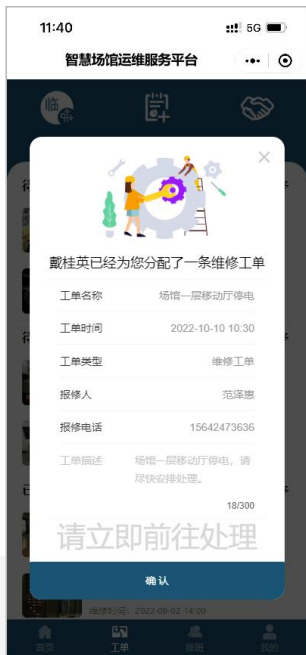 11:40
5G
智慧场馆运维服务平台
临
戴桂英已经为您分配了一条维修工单
工单名称 场馆一层移动厅停电
工单时间 2022-10-10 10:30
工单类型 维修工单
报修人 范泽惠
报修电话 15642473636
工单描述 场馆一层移动厅停电，请
尽快安排处理。
18/300
请立即前往处理
确认
维修时间：2022-09-02 14:00
首页 工单 排班 我的